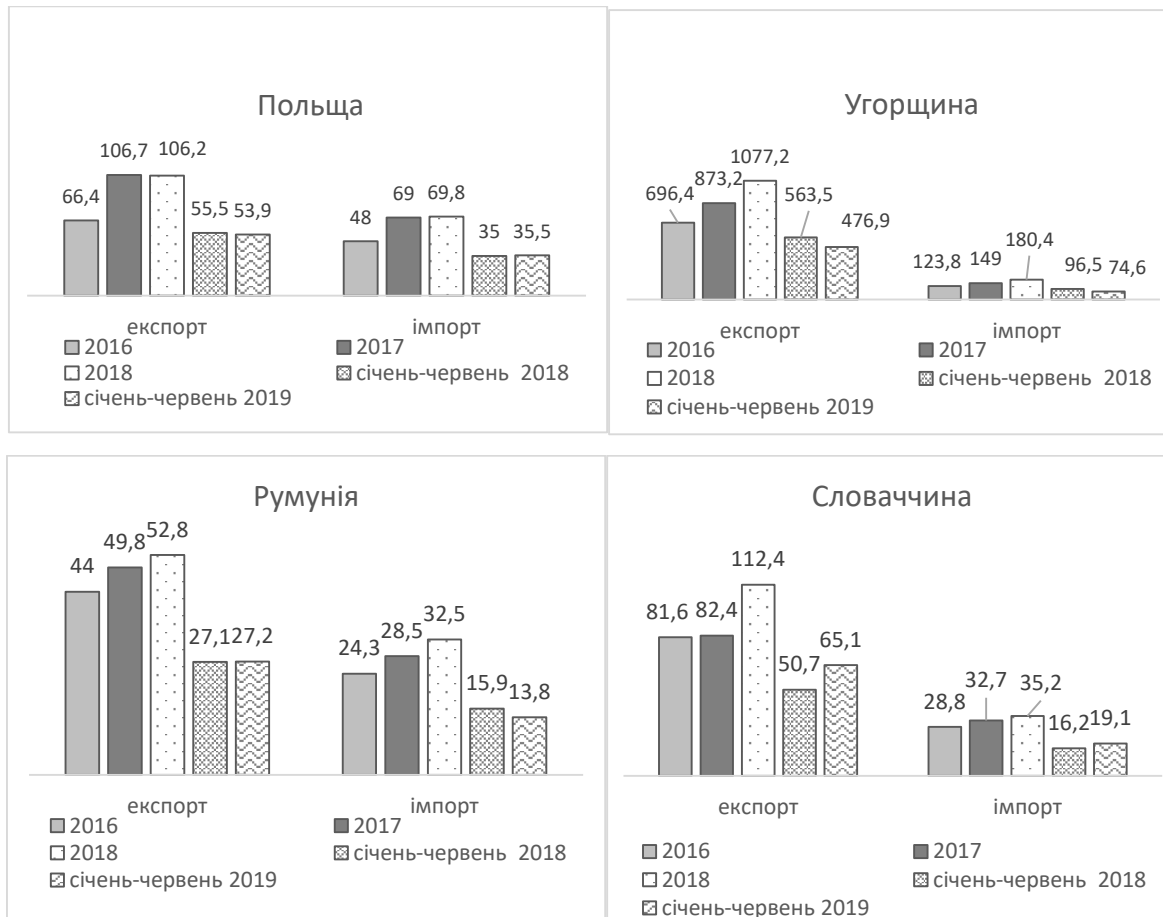 Польща
66,4 106,7 106,2 55,5 53,9 48 69 69,8 35 35,5
експорт імпорт
2016 2017
2018 січень-червень 2018
січень-червень 2019
Угорщина
696,4 873,2 1077,2 563,5 476,9 123,8 149 180,4 96,5 74,6
експорт імпорт
2016 2017
2018 січень-червень 2018
січень-червень 2019
Румунія
44 49,8 52,8 27,1 27,2 24,3 28,5 32,5 15,9 13,8
експорт імпорт
2016 2017
2018 січень-червень 2018
січень-червень 2019
Словаччина
81,6 82,4 112,4 50,7 65,1 28,8 32,7 35,2 16,2 19,1
експорт імпорт
2016 2017
2018 січень-червень 2018
січень-червень 2019